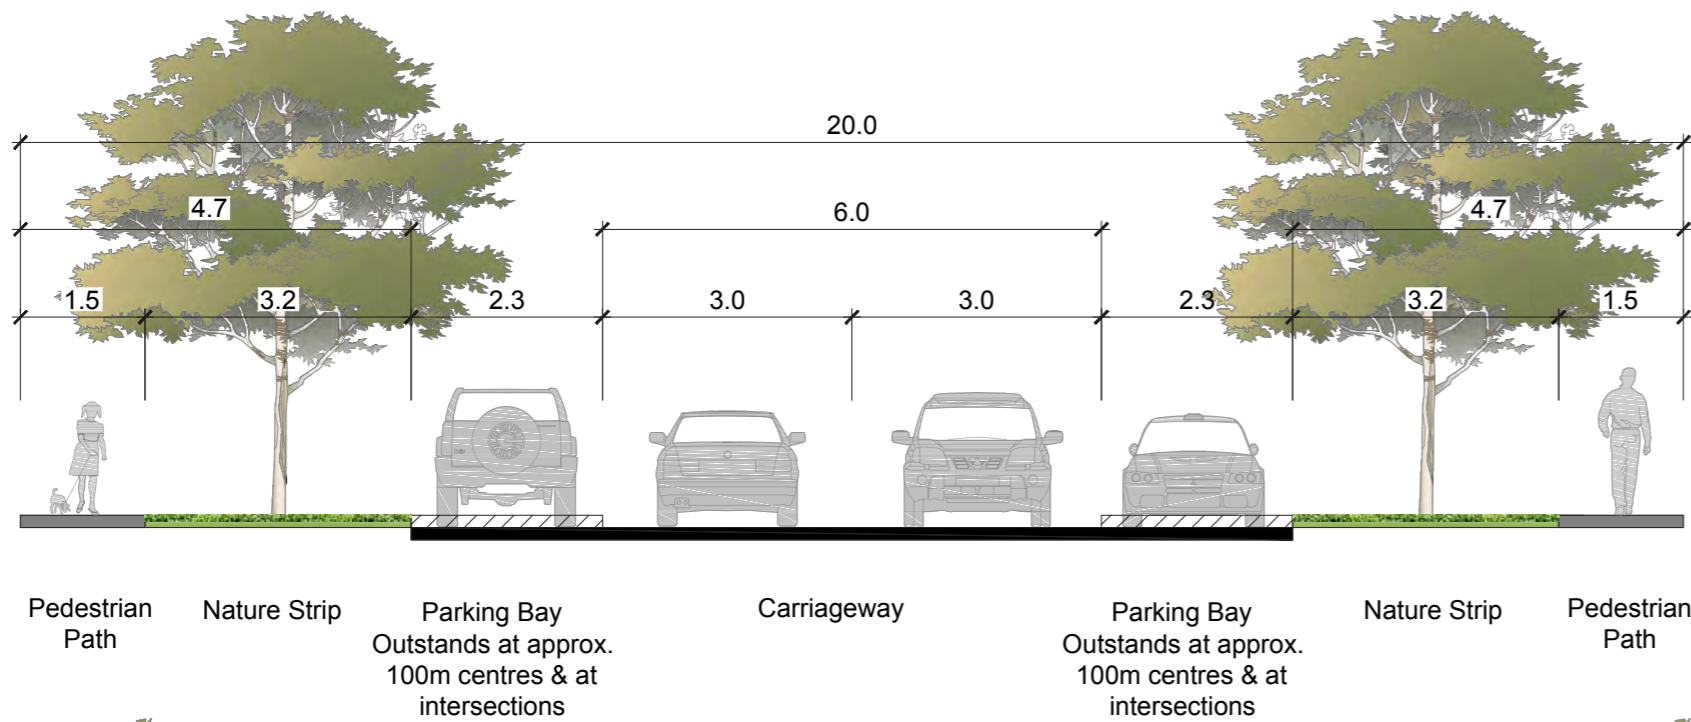 20.0
4.7
6.0
4.7
1.5
3.2
2.3
3.0
3.0
2.3
3.2
1.5
Pedestrian
Path
Nature Strip
Parking Bay
Outstands at approx.
100m centres & at
intersections
Carriageway
Parking Bay
Outstands at approx.
100m centres & at
intersections
Nature Strip
Pedestrian
Path